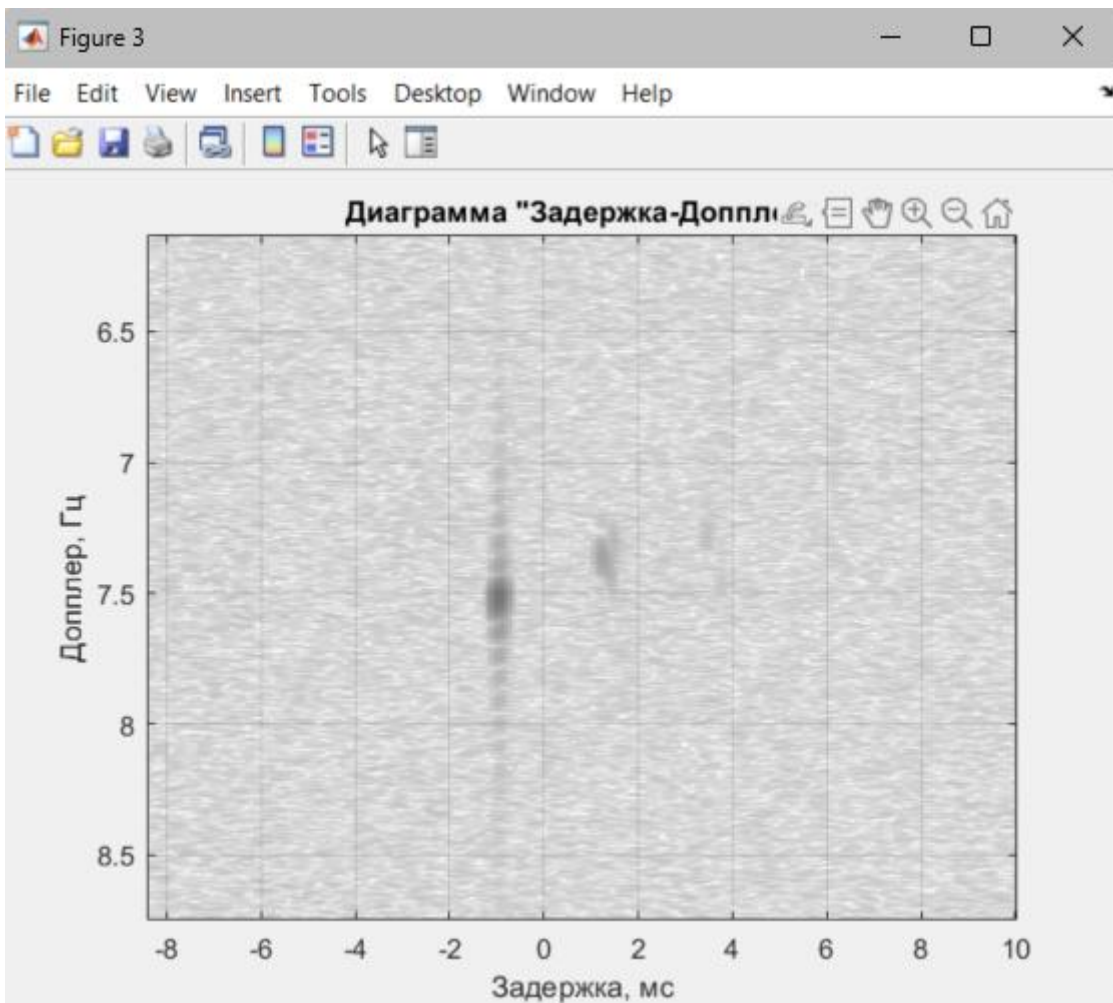 Figure 3
File Edit View Insert Tools Desktop Window Help
Диаграмма "Задержка-Доппл
6.5
7
7.5
8
8.5
Доплер, Гц
-8 -6 -4 -2 0 2 4 6 8 10
Задержка, мс